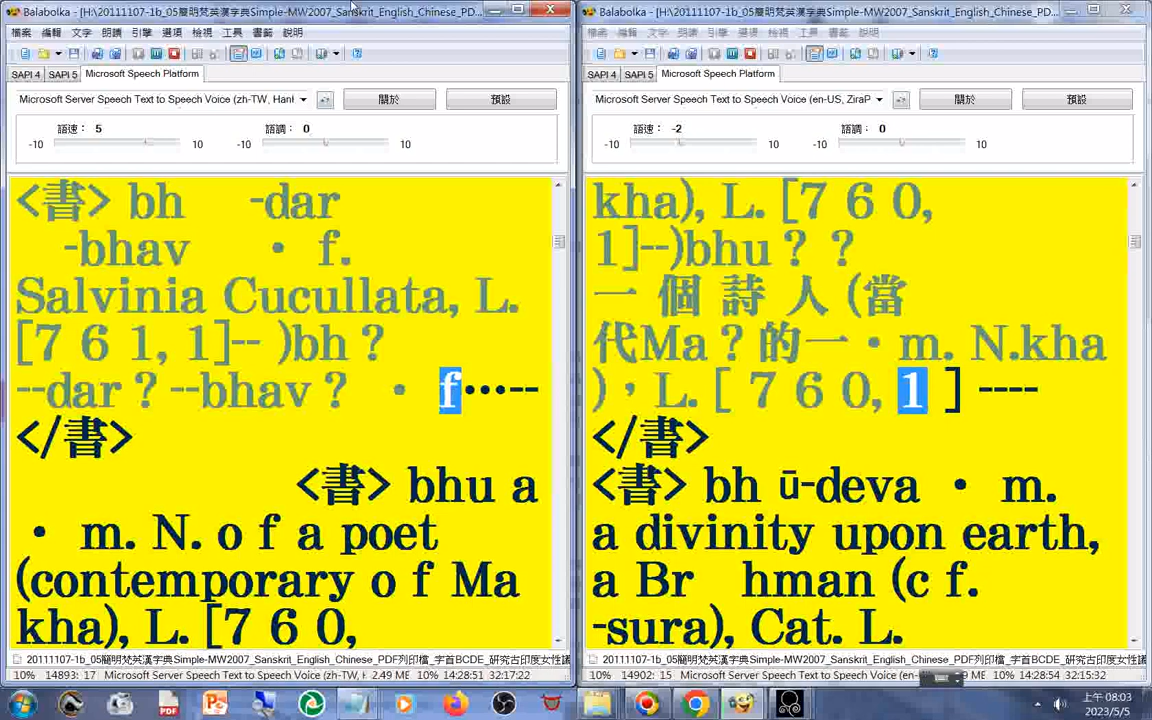 Balabolka - [H:\20111107-1b_05簡明梵英漢字典Simple-MW2007_Sanskrit_English_Chinese_PD...
檔案 編輯 文字 朗讀 引擎 選項 檢視 工具 書籤 說明
SAPI 4 SAPI 5 Microsoft Speech Platform
Microsoft Server Speech Text to Speech Voice (zh-TW, HanH 關於 預設
語速： 5 語調： 0
-10 10 -10 10
<書> bh -dar
-bhav • f.
Salvinia Cucullata, L.
[7 6 1, 1]-- )bh ?
--dar ? --bhav ? • f…--
</書>
<書> bhu a
• m. N. o f a poet
(contemporary o f Ma
kha), L. [7 6 0,
20111107-1b_05簡明梵英漢字典Simple-MW2007_Sanskrit_English_Chinese_PDF列印檔_字首BCDE_研究古印度女性議
10% 14893: 17 Microsoft Server Speech Text to Speech Voice (zh-TW, 2.49 ME 10% 14:28:51 32:17:22
Balabolka - [H:\20111107-1b_05簡明梵英漢字典Simple-MW2007_Sanskrit_English_Chinese_PD...
檔案 編輯 文字 朗讀 引擎 選項 檢視 工具 書籤 說明
SAPI 4 SAPI 5 Microsoft Speech Platform
Microsoft Server Speech Text to Speech Voice (en-US, ZiraP 關於 預設
語速： -2 語調： 0
-10 10 -10 10
kha), L. [7 6 0,
1]--)bhu ? ?
一 個 詩 人 (當
代Ma ? 的一 • m. N.kha
)，L. [ 7 6 0, 1 ] ----
</書>
<書> bh ū-deva • m.
a divinity upon earth,
a Br hman (c f.
-sura), Cat. L.
20111107-1b_05簡明梵英漢字典Simple-MW2007_Sanskrit_English_Chinese_PDF列印檔_字首BCDE_研究古印度女性議
10% 14902: 15 Microsoft Server Speech Text to Speech Voice ME 10% 14:28:54 32:15:32
上午 08:03
2023/5/5